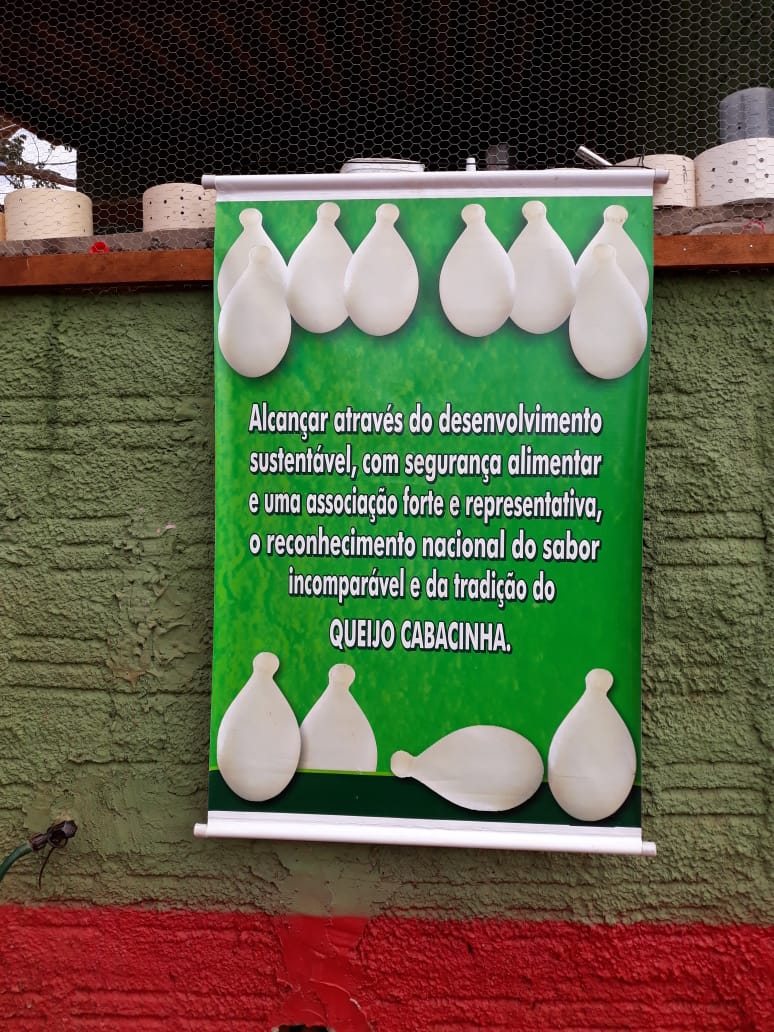 Alcançar através do desenvolvimento
sustentável, com segurança alimentar
e uma associação forte e representativa,
o reconhecimento nacional do sabor
incomparável e da tradição do
QUEIJO CABACINHA.